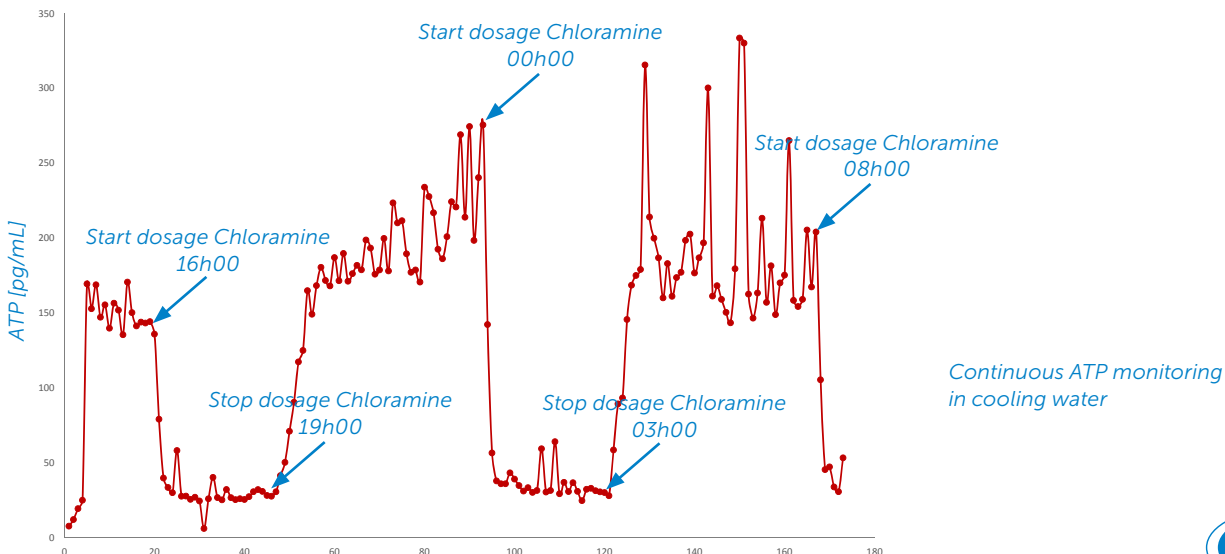 350
300
250
200
150
100
50
0
0
20
40
60
80
100
120
140
160
180
ATP [pg/mL]
Start dosage Chloramine
16h00
Stop dosage Chloramine
19h00
Start dosage Chloramine
00h00
Stop dosage Chloramine
03h00
Start dosage Chloramine
08h00
Continuous ATP monitoring
in cooling water